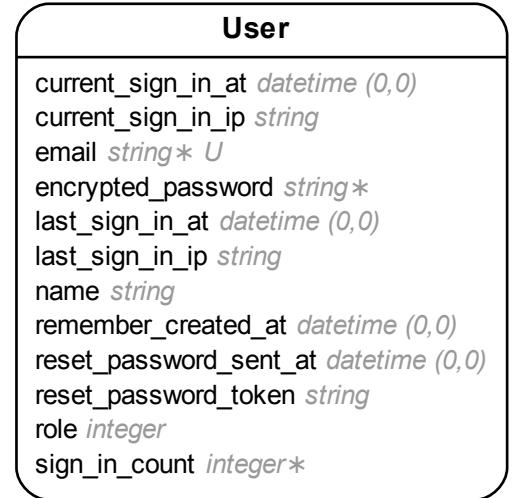 User
current_sign_in_at datetime (0,0)
current_sign_in_ip string
email string∗ U
encrypted_password string∗
last_sign_in_at datetime (0,0)
last_sign_in_ip string
name string
remember_created_at datetime (0,0)
reset_password_sent_at datetime (0,0)
reset_password_token string
role integer
sign_in_count integer∗